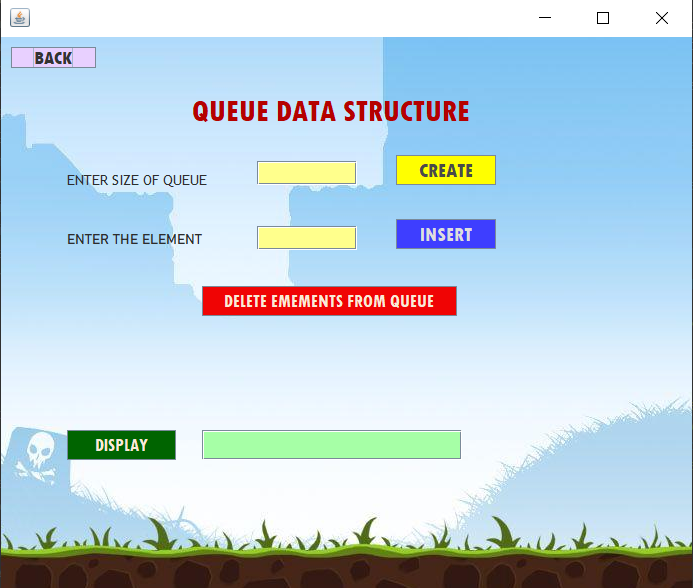 BACK
QUEUE DATA STRUCTURE
ENTER SIZE OF QUEUE
CREATE
ENTER THE ELEMENT
INSERT
DELETE EMEMENTS FROM QUEUE
DISPLAY